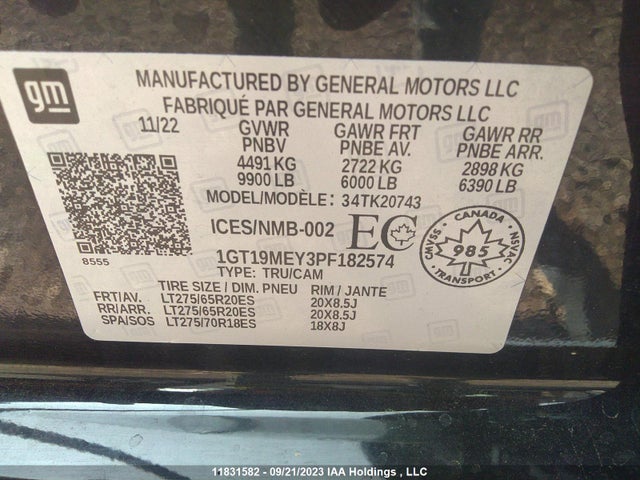 gm
MANUFACTURED BY GENERAL MOTORS LLC
FABRIQUÉ PAR GENERAL MOTORS LLC
11/22 GVWR GAWR FRT GAWR RR
PNBV PNBE AV. PNBE ARR.
4491 KG 2722 KG 2898 KG
9900 LB 6000 LB 6390 LB
MODEL/MODÈLE: 34TK20743
ICES/NMB-002 EC
8555
1GT19MEY3PF182574
TYPE: TRU/CAM
CANADA
CMVSS 985 NSVAC
TRANSPORT
TIRE SIZE / DIM. PNEU RIM / JANTE
FRT/AV. LT275/65R20ES 20X8.5J
RR/ARR. LT275/65R20ES 20X8.5J
SPA/SOS LT275/70R18ES 18X8J
11831582 - 09/21/2023 IAA Holdings , LLC